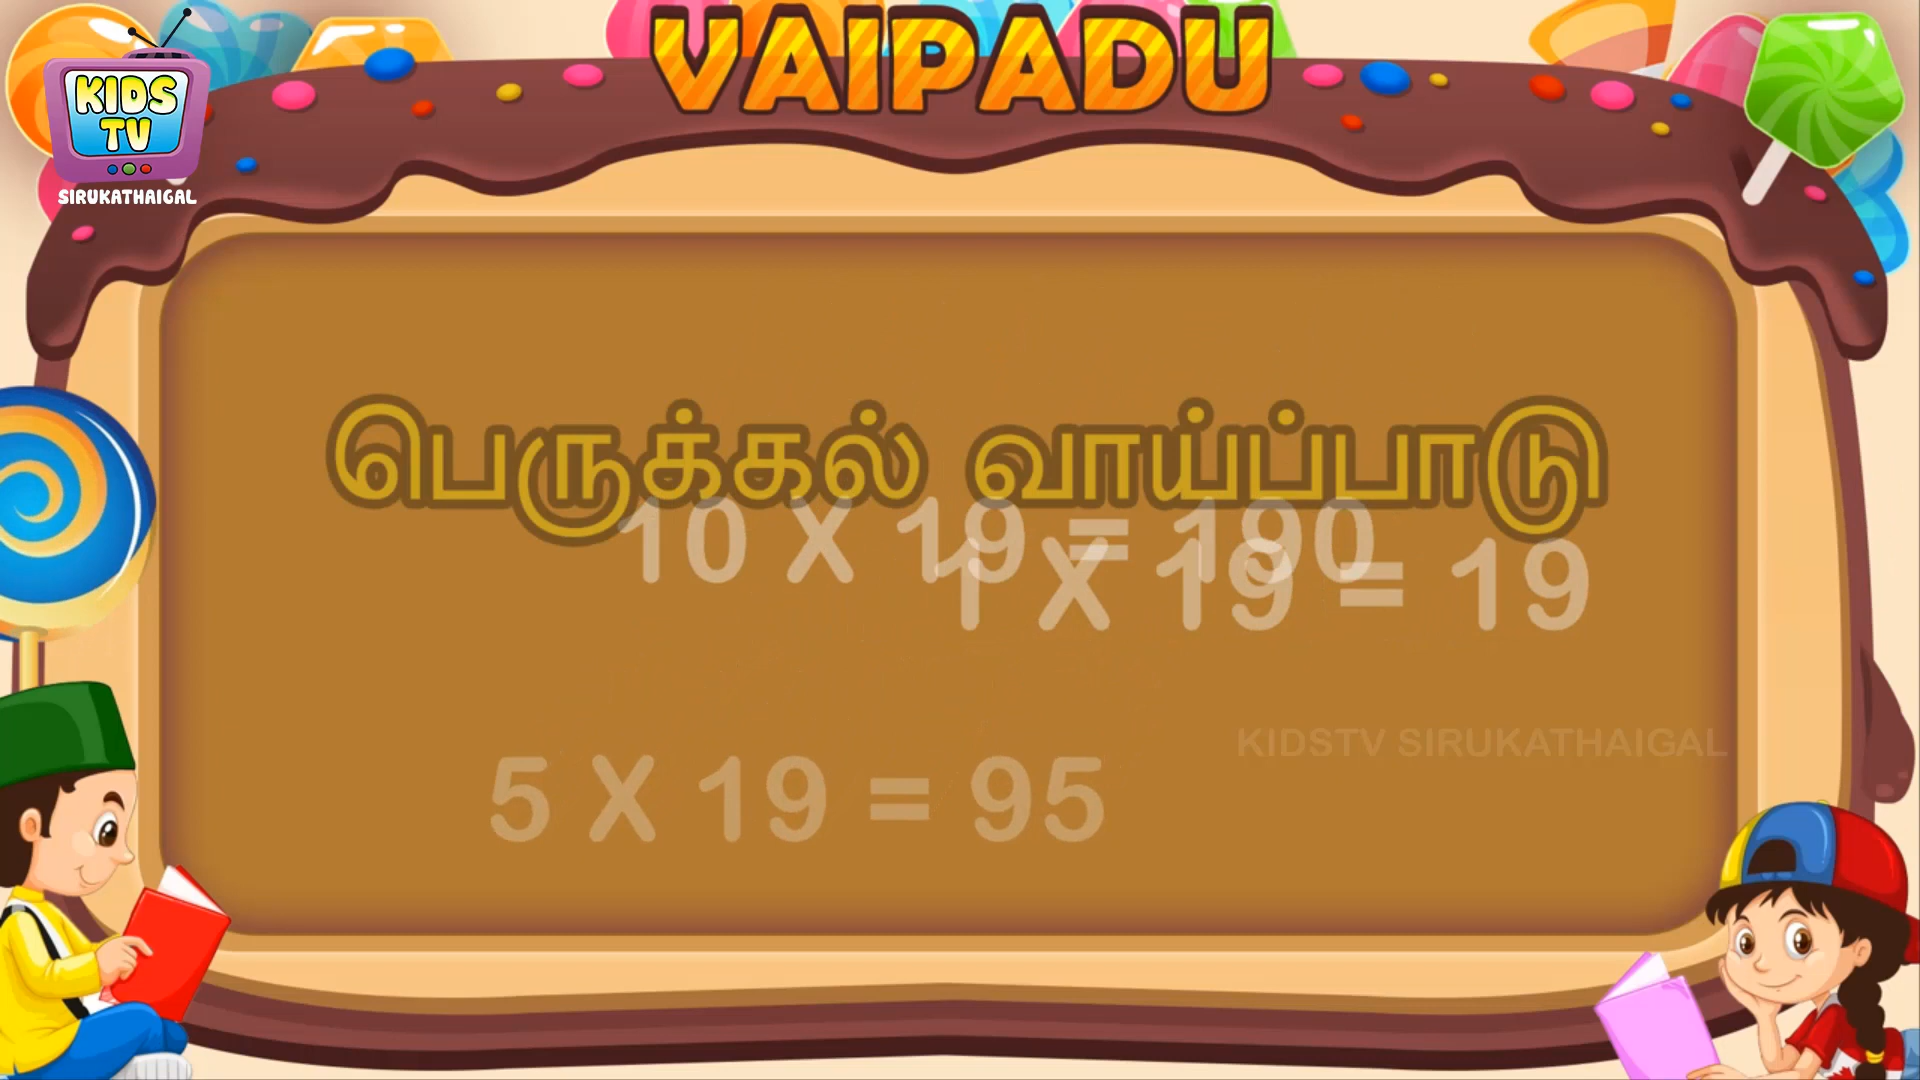 VAIPADU
KIDS
TV
SIRUKATHAIGAL
பெருக்கல் வாய்ப்பாடு
10 X 19 = 190
1 X 19 = 19
KIDSTV SIRUKATHAIGAL
5 X 19 = 95